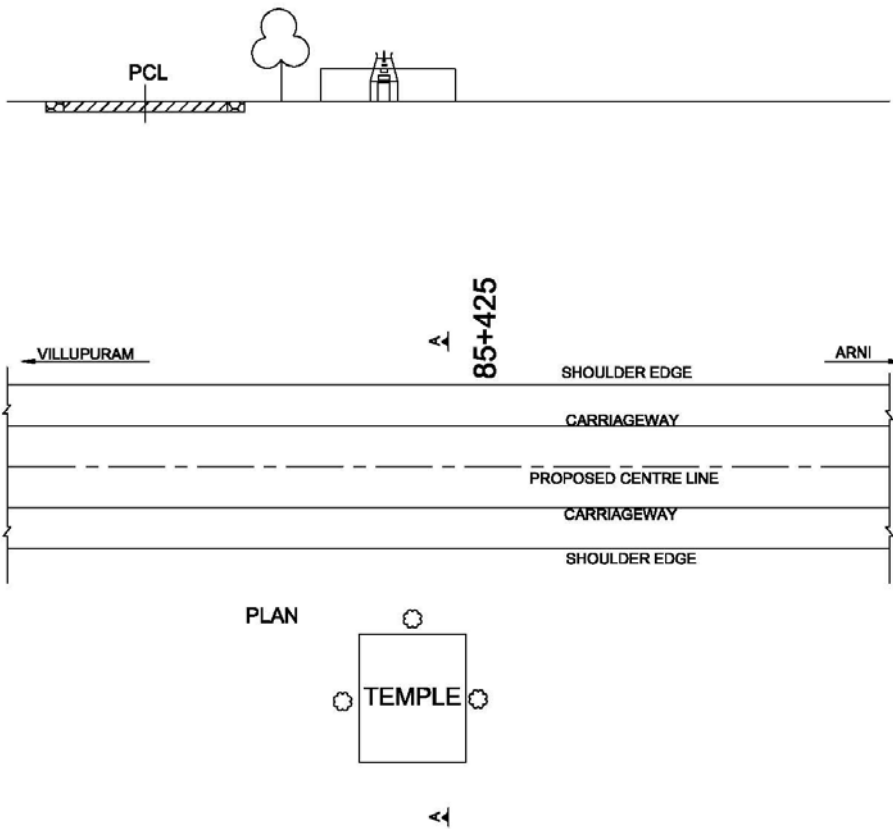 PCL
A
85+425
VILLUPURAM
ARNI
SHOULDER EDGE
CARRIAGEWAY
PROPOSED CENTRE LINE
CARRIAGEWAY
SHOULDER EDGE
PLAN
TEMPLE
A